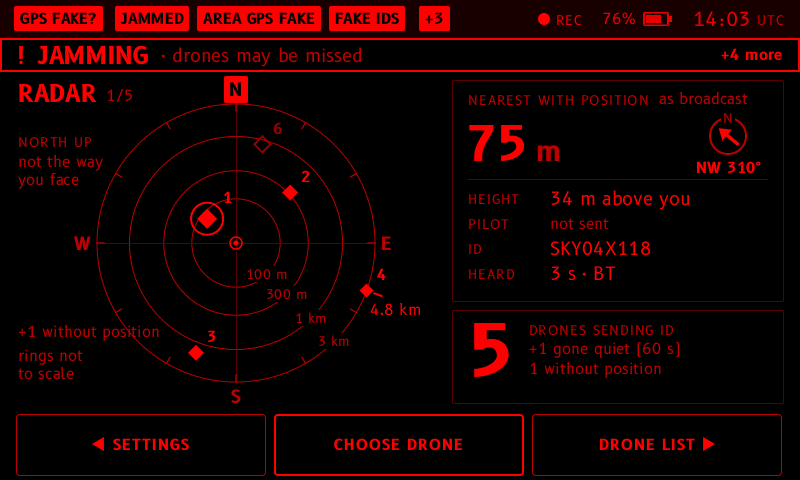 GPS FAKE? JAMMED AREA GPS FAKE FAKE IDS +3 REC 76% 14:03 UTC
! JAMMING · drones may be missed +4 more
RADAR 1/5
N
NORTH UP
not the way
you face
6
2
1
W
E
4
4.8 km
100 m
300 m
1 km
3 km
3
+1 without position
rings not
to scale
S
NEAREST WITH POSITION as broadcast
75 m
N
NW 310°
HEIGHT 34 m above you
PILOT not sent
ID SKY04X118
HEARD 3 s · BT
5
DRONES SENDING ID
+1 gone quiet (60 s)
1 without position
◀ SETTINGS
CHOOSE DRONE
DRONE LIST ▶